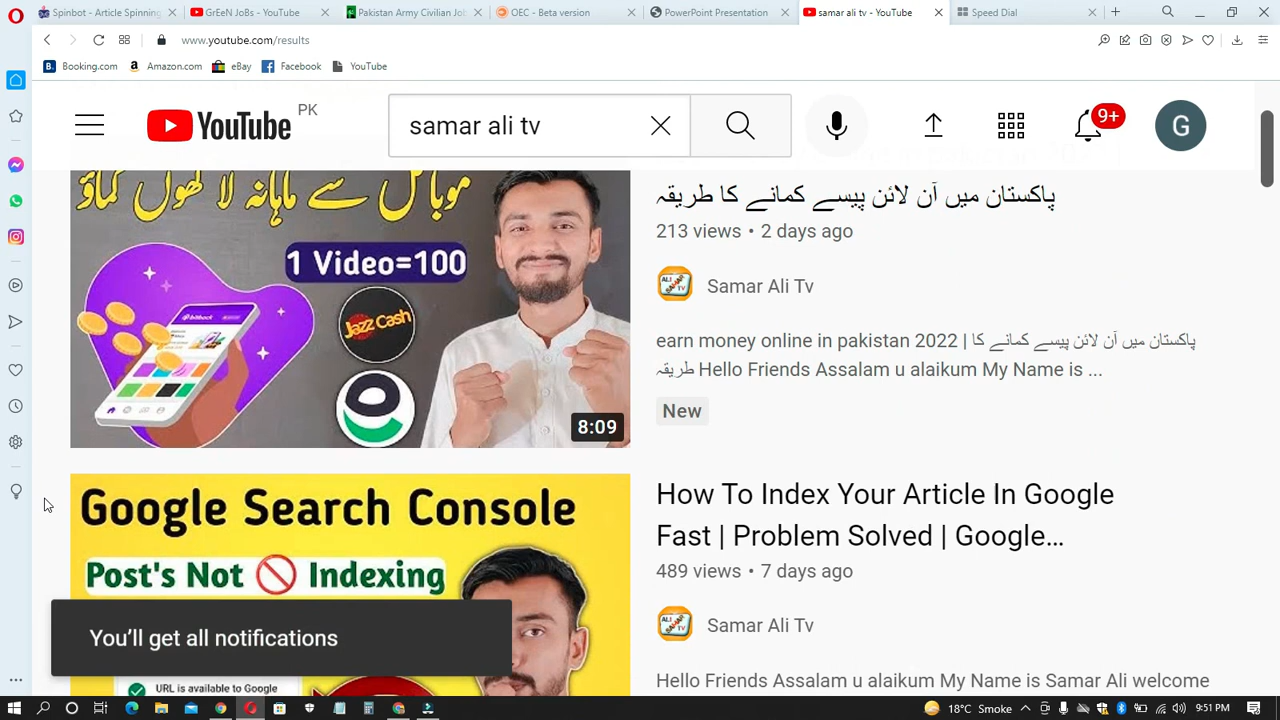 Spinbot - Article Spinning
GrEeN JoBs - YouTube
Pakistan Army Civilian Jo
OEC - Beta version
PowerPoint Presentation
samar ali tv - YouTube
Speed Dial
www.youtube.com/results
Booking.com
Amazon.com
eBay
Facebook
YouTube
YouTube PK
samar ali tv
9+
G
موبائل سے ماہانہ لاکھوں کماؤ
1 Video=100
Jazz Cash
8:09
پاکستان میں آن لائن پیسے کمانے کا طریقہ
213 views • 2 days ago
Samar Ali Tv
earn money online in pakistan 2022 | پاکستان میں آن لائن پیسے کمانے کا
طریقہ Hello Friends Assalam u alaikum My Name is ...
New
Google Search Console
Post's Not Indexing
URL is available to Google
How To Index Your Article In Google
Fast | Problem Solved | Google...
489 views • 7 days ago
Samar Ali Tv
Hello Friends Assalam u alaikum My Name is Samar Ali welcome
You'll get all notifications
18°C Smoke
9:51 PM